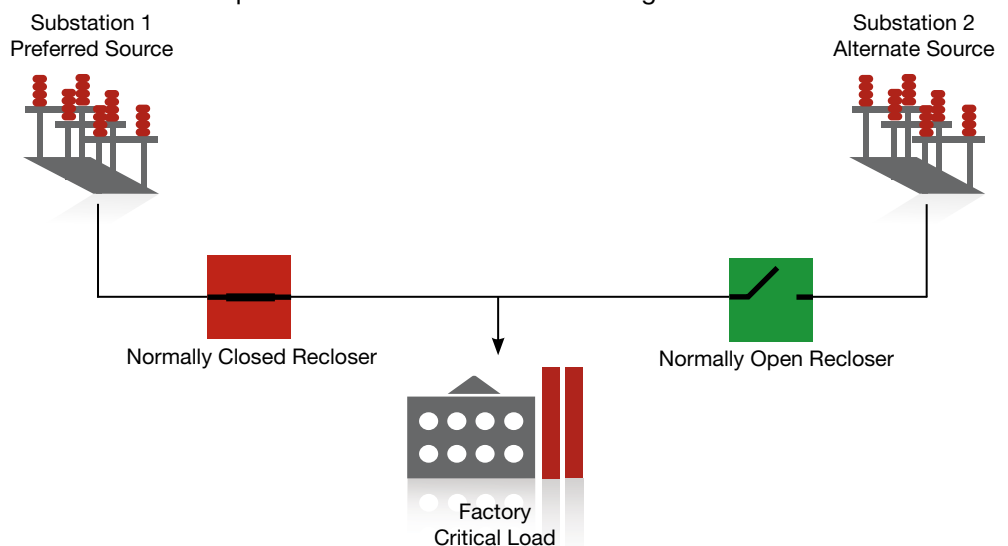 Substation 1
Preferred Source
Substation 2
Alternate Source
Normally Closed Recloser
Normally Open Recloser
Factory
Critical Load